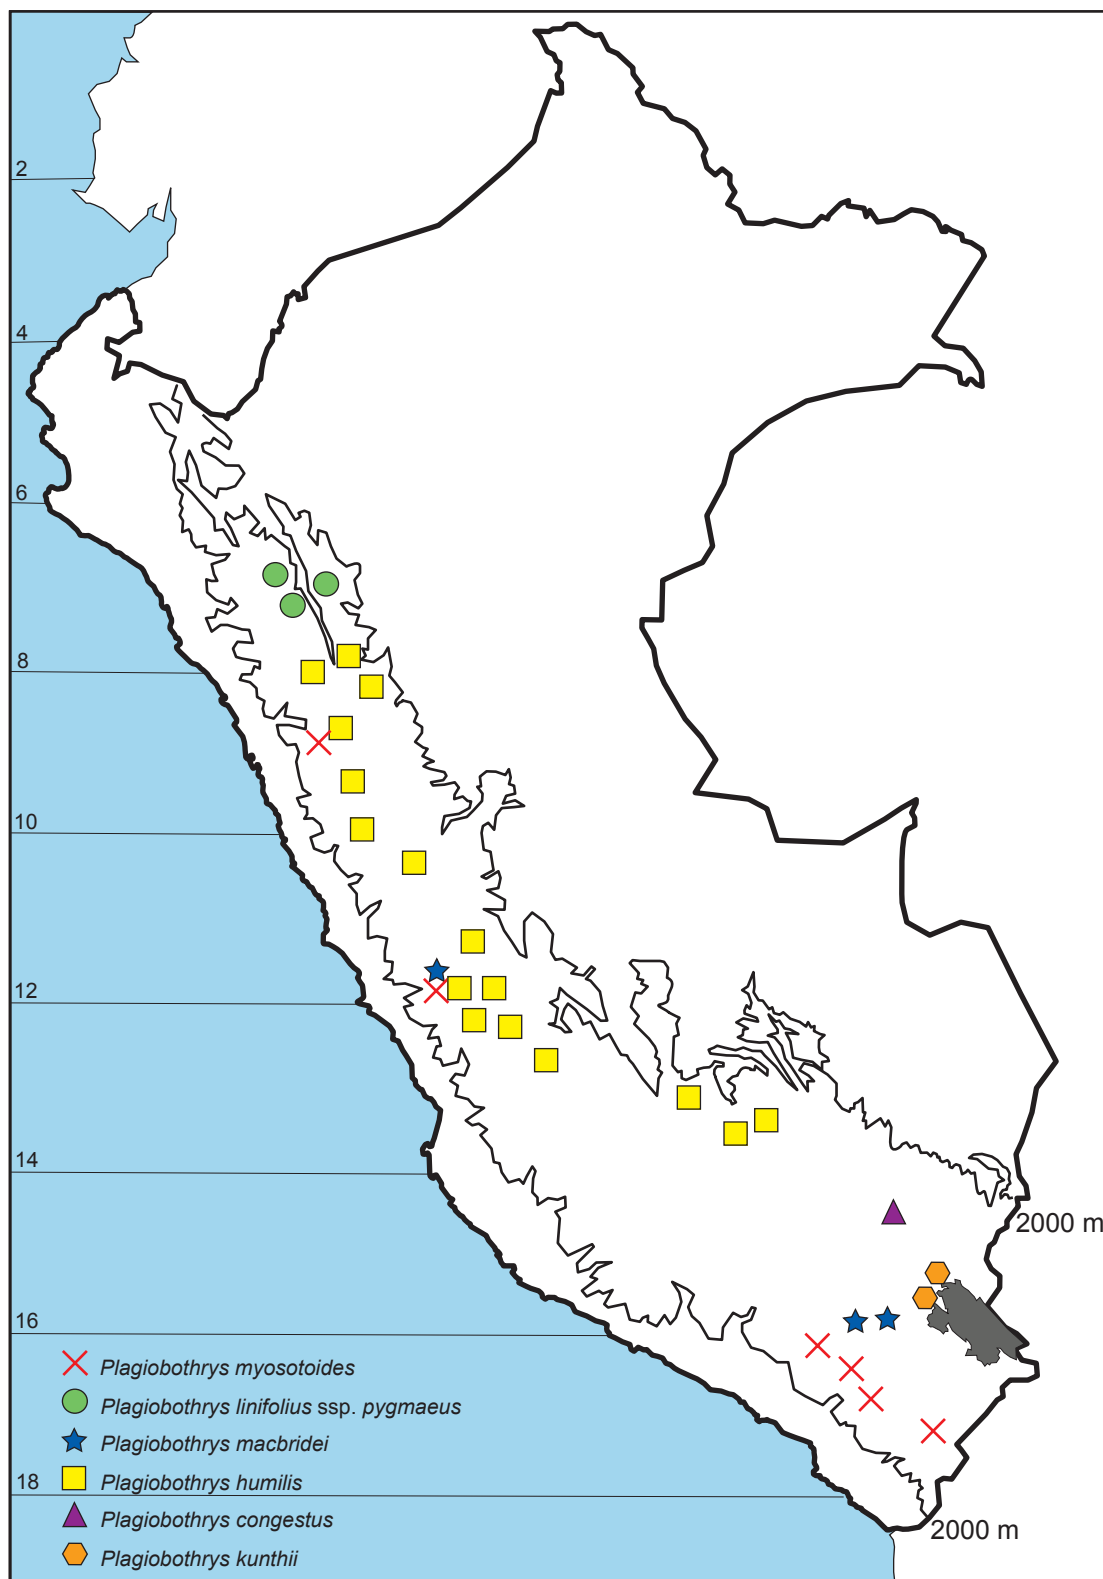 2
4
6
8
10
12
14
2000 m
16
Plagiobothrys myosotoides
Plagiobothrys linifolius ssp. pygmaeus
Plagiobothrys macbridei
Plagiobothrys humilis
18
Plagiobothrys congestus
2000 m
Plagiobothrys kunthii